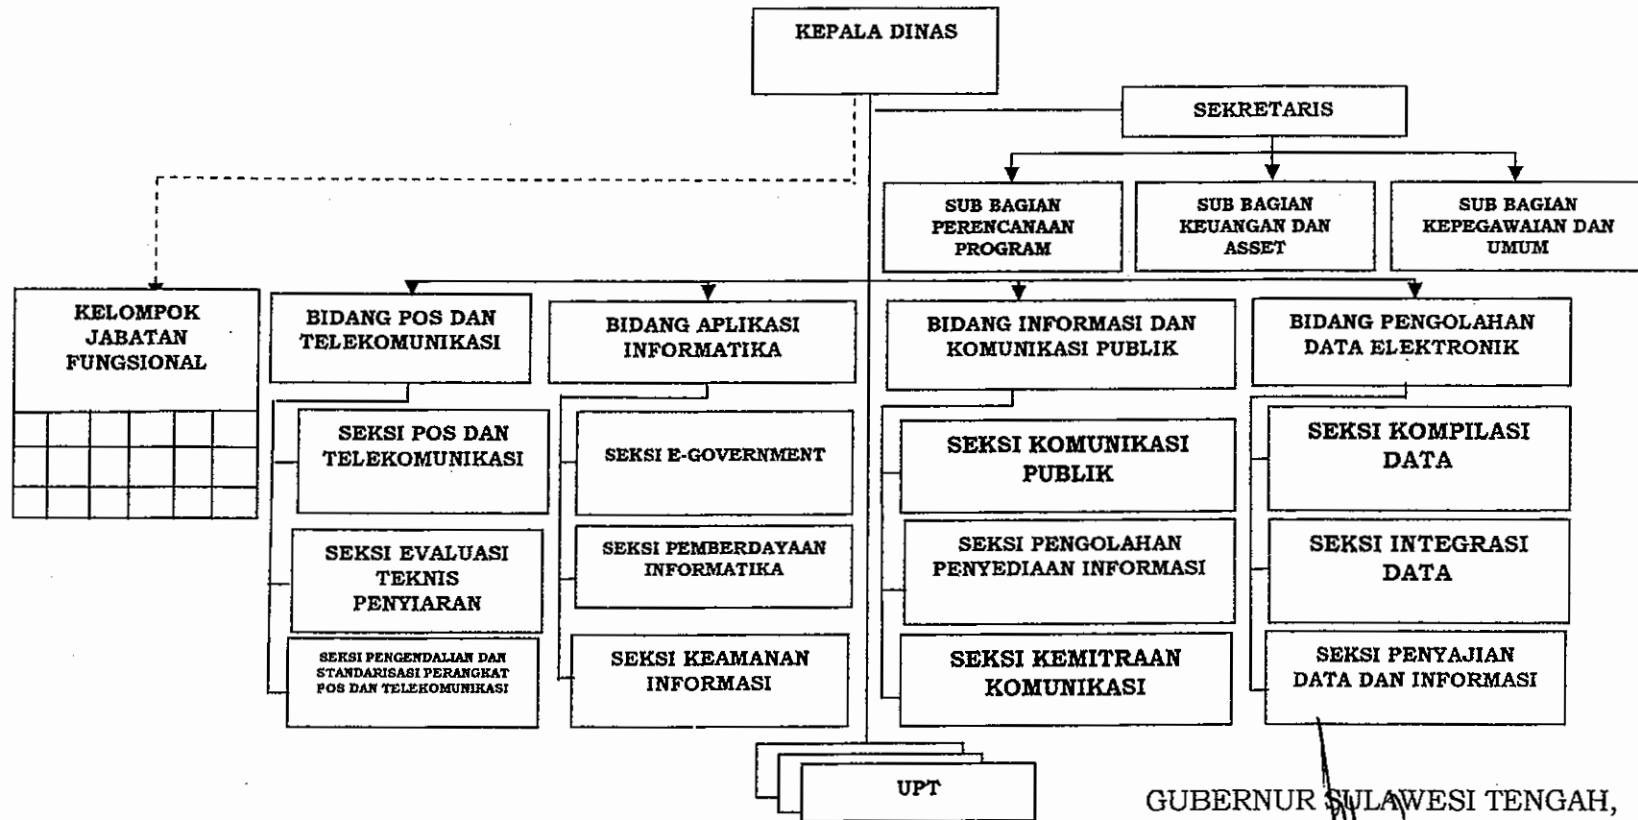 KEPALA DINAS
SEKRETARIS
SUB BAGIAN
PERENCANAAN
PROGRAM
SUB BAGIAN
KEUANGAN DAN
ASSET
SUB BAGIAN
KEPEGAWAIAN DAN
UMUM
KELOMPOK
JABATAN
FUNGSIONAL
BIDANG POS DAN
TELEKOMUNIKASI
BIDANG APLIKASI
INFORMATIKA
BIDANG INFORMASI DAN
KOMUNIKASI PUBLIK
BIDANG PENGOLAHAN
DATA ELEKTRONIK
SEKSI POS DAN
TELEKOMUNIKASI
SEKSI E-GOVERNMENT
SEKSI KOMUNIKASI
PUBLIK
SEKSI KOMPILASI
DATA
SEKSI EVALUASI
TEKNIS
PENYIARAN
SEKSI PEMBERDAYAAN
INFORMATIKA
SEKSI PENGOLAHAN
PENYEDIAAN INFORMASI
SEKSI INTEGRASI
DATA
SEKSI PENGENDALIAN DAN
STANDARISASI PERANGKAT
POS DAN TELEKOMUNIKASI
SEKSI KEAMANAN
INFORMASI
SEKSI KEMITRAAN
KOMUNIKASI
SEKSI PENYAJIAN
DATA DAN INFORMASI
UPT
GUBERNUR SULAWESI TENGAH,